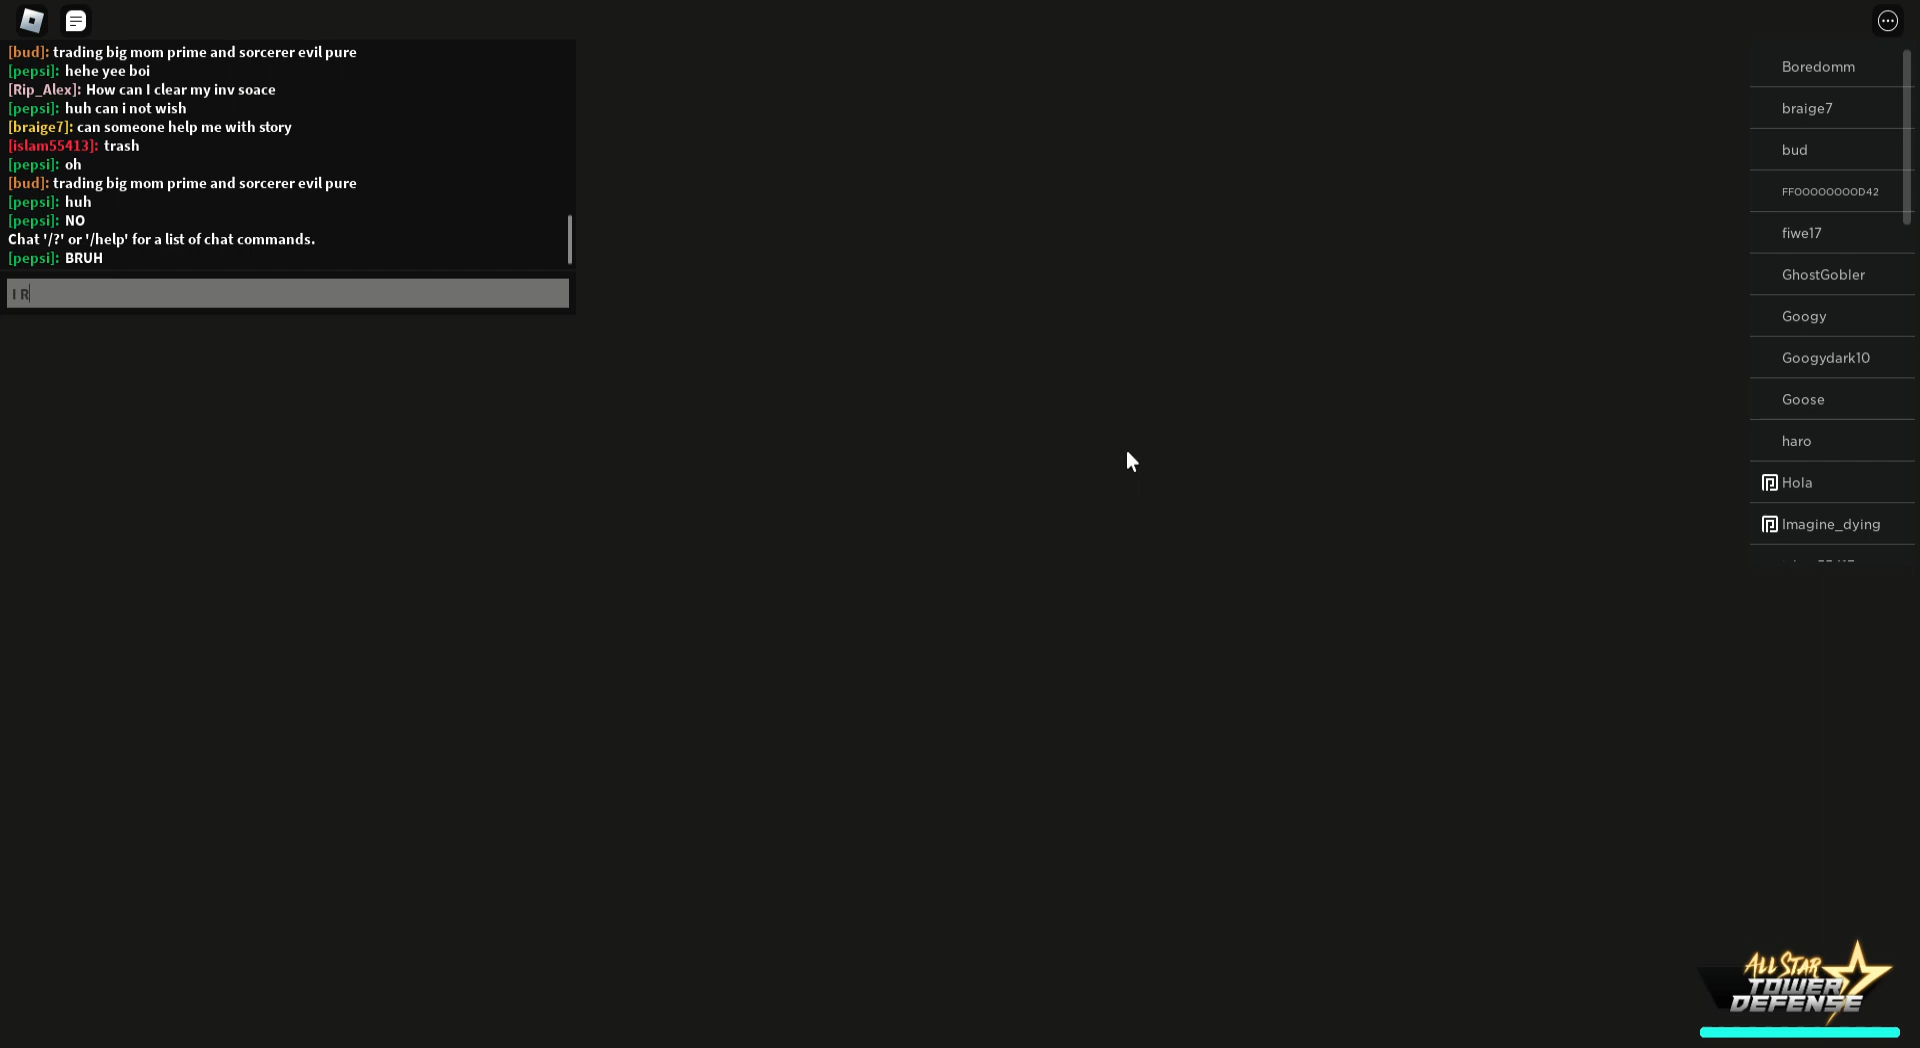 [bud]: trading big mom prime and sorcerer evil pure
[pepsi]: hehe yee boi
[Rip_Alex]: How can I clear my inv soace
[pepsi]: huh can i not wish
[braige7]: can someone help me with story
[islam55413]: trash
[pepsi]: oh
[bud]: trading big mom prime and sorcerer evil pure
[pepsi]: huh
[pepsi]: NO
Chat '/?' or '/help' for a list of chat commands.
[pepsi]: BRUH
I R
Boredomm
braige7
bud
FFOOOOOOOOD42
fiwe17
GhostGobler
Googy
Googydark10
Goose
haro
Hola
Imagine_dying
ALL STAR
TOWER
DEFENSE